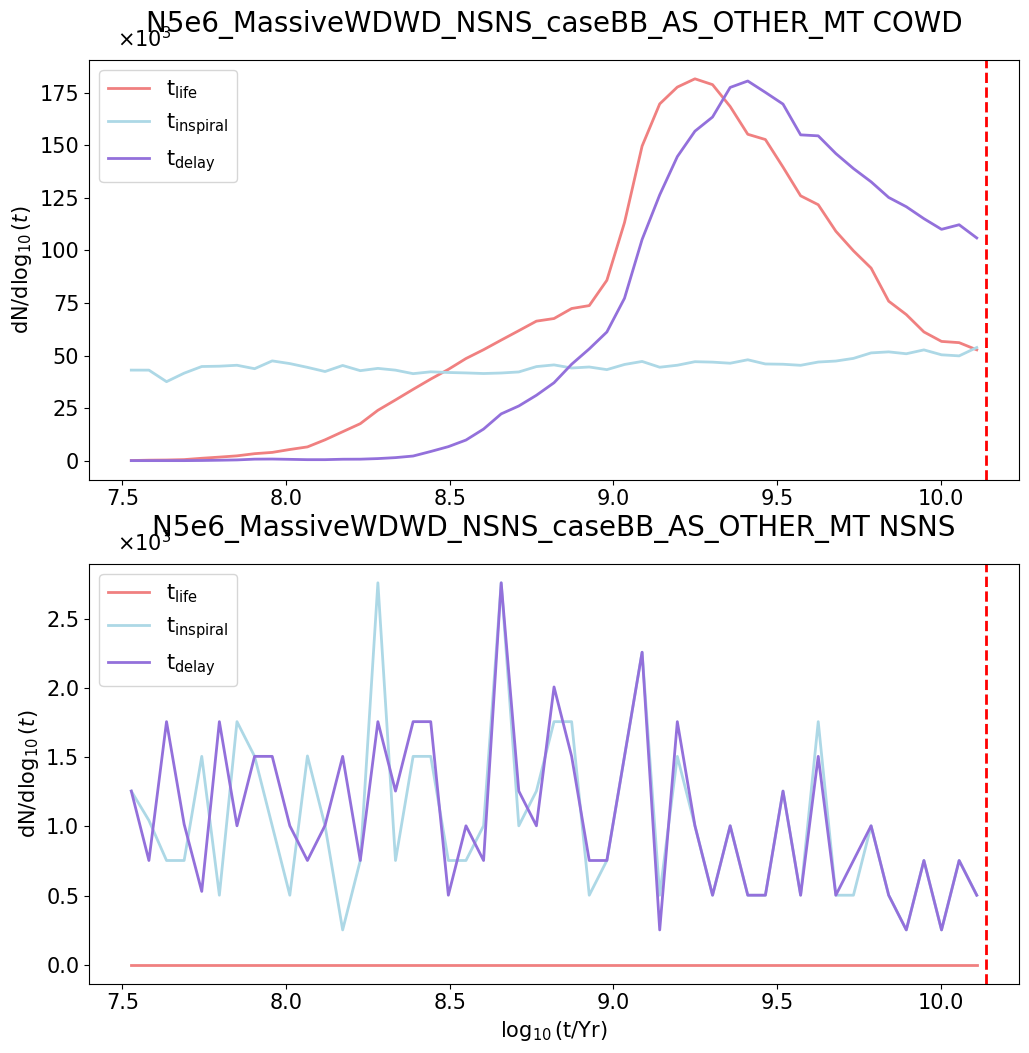 N5e6_MassiveWDWD_NSNS_caseBB_AS_OTHER_MT COWD
×10³
175
150
125
100
75
50
25
0
dN/dlog₁₀(t)
t_life
t_inspiral
t_delay
7.5 8.0 8.5 9.0 9.5 10.0
N5e6_MassiveWDWD_NSNS_caseBB_AS_OTHER_MT NSNS
×10³
2.5
2.0
1.5
1.0
0.5
0.0
dN/dlog₁₀(t)
t_life
t_inspiral
t_delay
7.5 8.0 8.5 9.0 9.5 10.0
log₁₀(t/Yr)